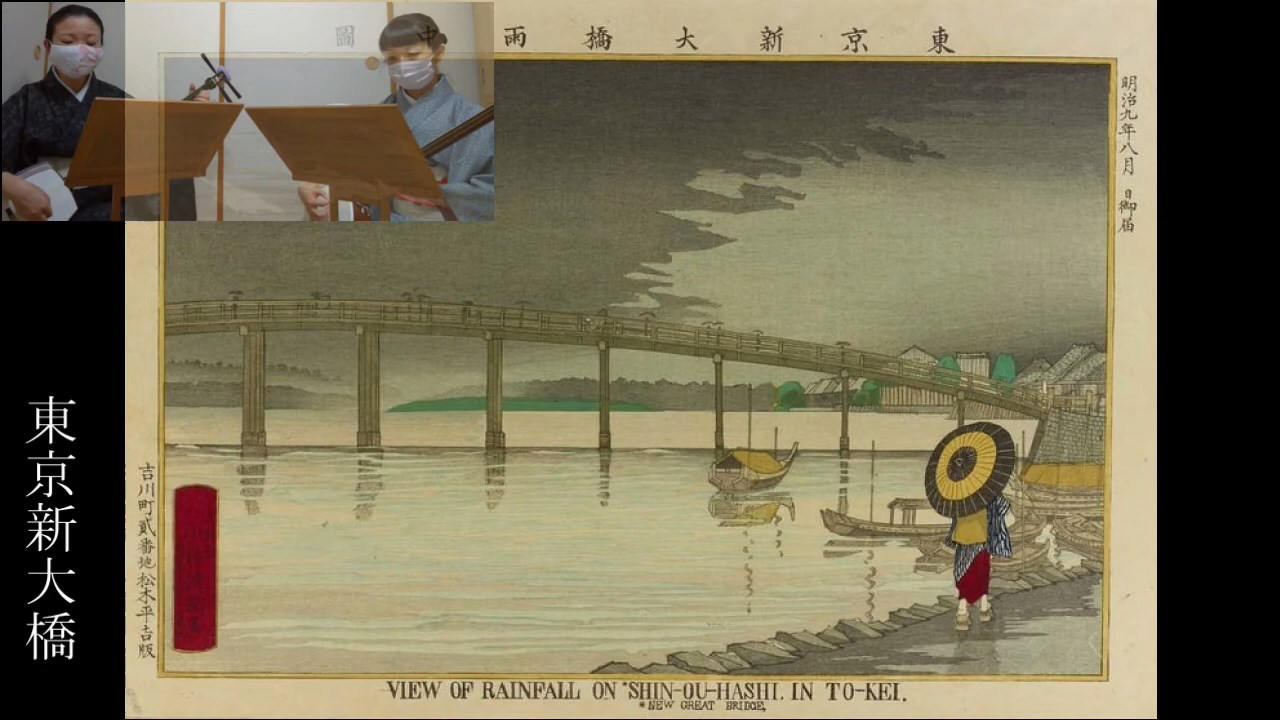 東京新大橋雨中圖
明治九年八月 日御届
東京新大橋
吉川町貳番地松木平吉版
VIEW OF RAINFALL ON *SHIN-OU-HASHI. IN TO-KEI.
*NEW GREAT BRIDGE,